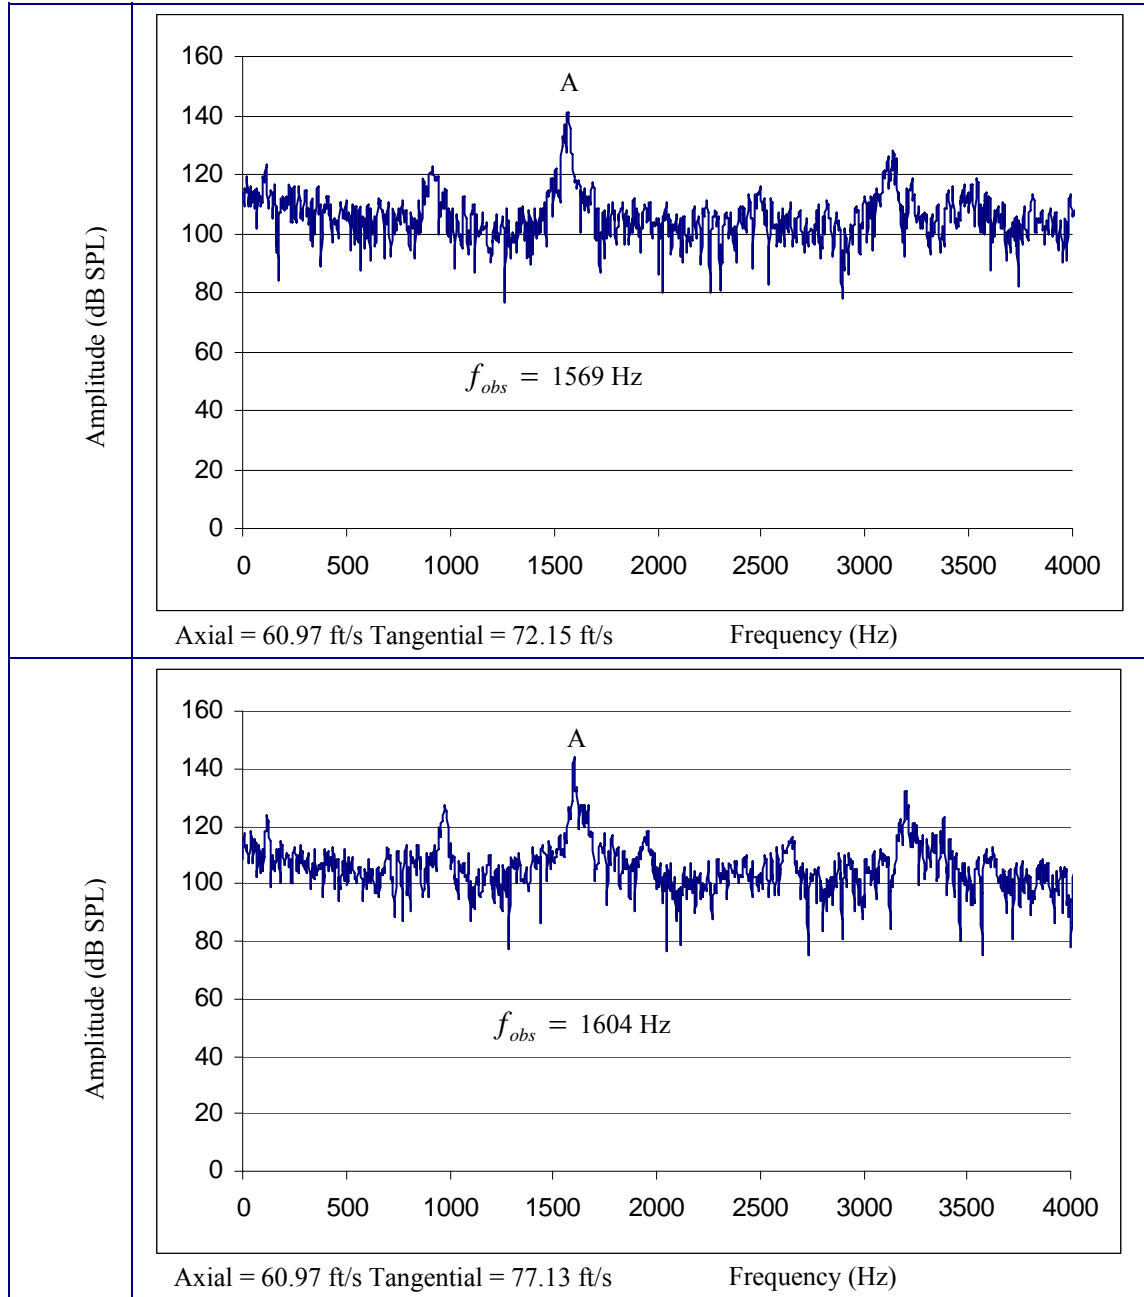 160
140
120
100
80
60
40
20
0
A
f_obs = 1569 Hz
Amplitude (dB SPL)
0 500 1000 1500 2000 2500 3000 3500 4000
Axial = 60.97 ft/s Tangential = 72.15 ft/s Frequency (Hz)
160
140
120
100
80
60
40
20
0
A
f_obs = 1604 Hz
Amplitude (dB SPL)
0 500 1000 1500 2000 2500 3000 3500 4000
Axial = 60.97 ft/s Tangential = 77.13 ft/s Frequency (Hz)